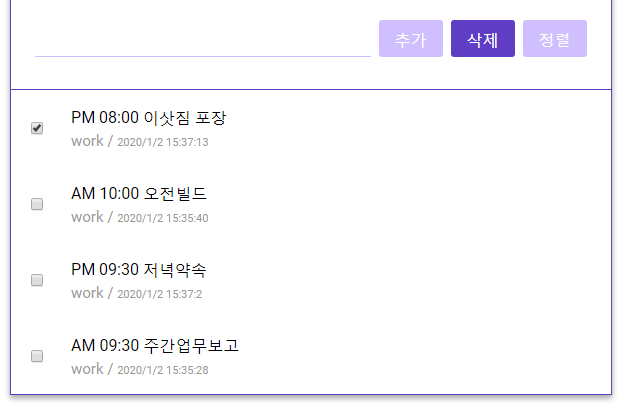 추가 삭제 정렬
PM 08:00 이삿짐 포장
work / 2020/1/2 15:37:13
AM 10:00 오전빌드
work / 2020/1/2 15:35:40
PM 09:30 저녁약속
work / 2020/1/2 15:37:2
AM 09:30 주간업무보고
work / 2020/1/2 15:35:28